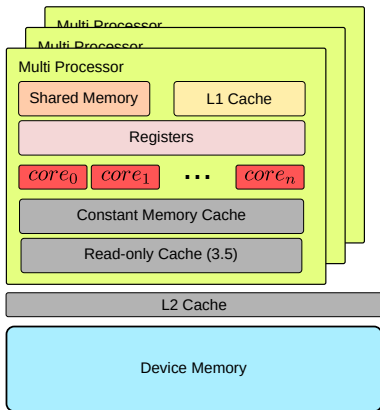 Multi Processor
Multi Processor
Multi Processor
Shared Memory
L1 Cache
Registers
core0 core1 ... coren
Constant Memory Cache
Read-only Cache (3.5)
L2 Cache
Device Memory